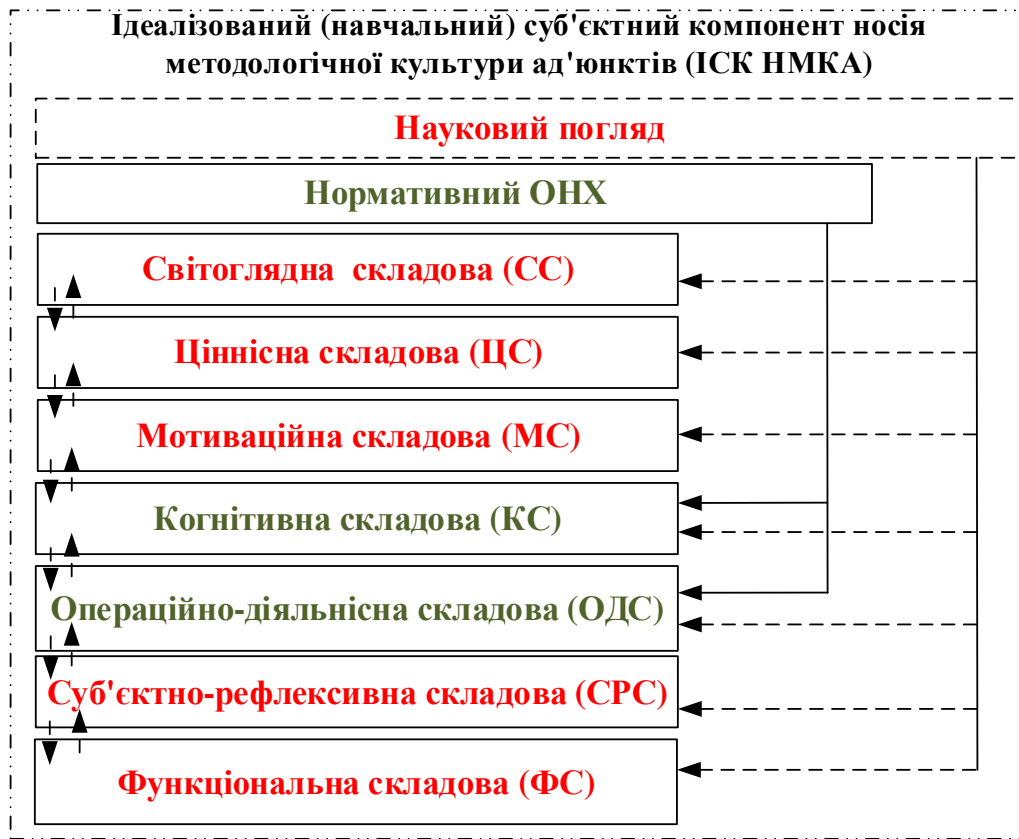 Ідеалізований (навчальний) суб'єктний компонент носія
методологічної культури ад'юнктів (ІСК НМКА)
Науковий погляд
Нормативний ОНХ
Світоглядна складова (СС)
Ціннісна складова (ЦС)
Мотиваційна складова (МС)
Когнітивна складова (КС)
Операційно-діяльнісна складова (ОДС)
Суб'єктно-рефлексивна складова (СРС)
Функціональна складова (ФС)